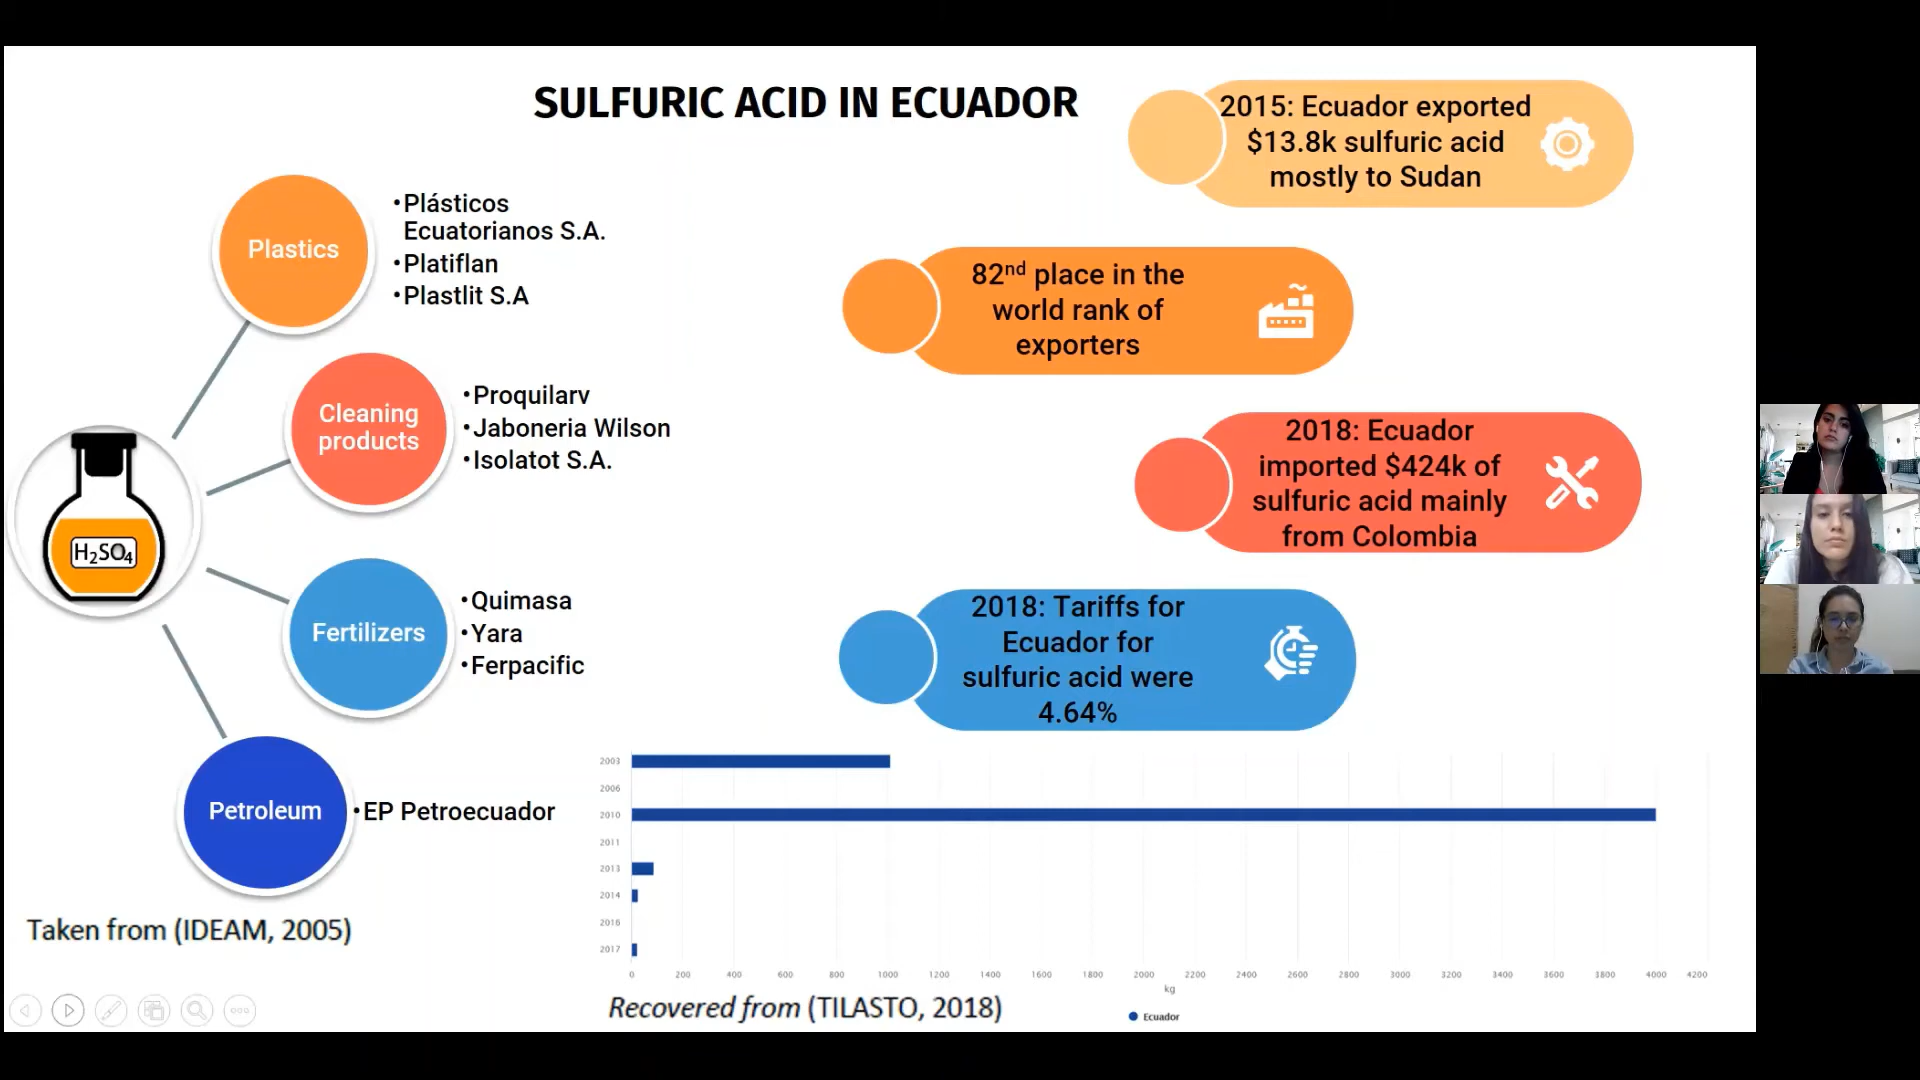 SULFURIC ACID IN ECUADOR
Plastics
•Plásticos
Ecuatorianos S.A.
•Platiflan
•Plastlit S.A
Cleaning
products
•Proquilarv
•Jaboneria Wilson
•Isolatot S.A.
H₂SO₄
Fertilizers
•Quimasa
•Yara
•Ferpacific
Petroleum
•EP Petroecuador
Taken from (IDEAM, 2005)
2015: Ecuador exported
$13.8k sulfuric acid
mostly to Sudan
82nd place in the
world rank of
exporters
2018: Ecuador
imported $424k of
sulfuric acid mainly
from Colombia
2018: Tariffs for
Ecuador for
sulfuric acid were
4.64%
2003
2006
2010
2011
2013
2014
2016
2017
0 200 400 600 800 1000 1200 1400 1600 1800 2000 2200 2400 2600 2800 3000 3200 3400 3600 3800 4000 4200
kg
Recovered from (TILASTO, 2018)
Ecuador